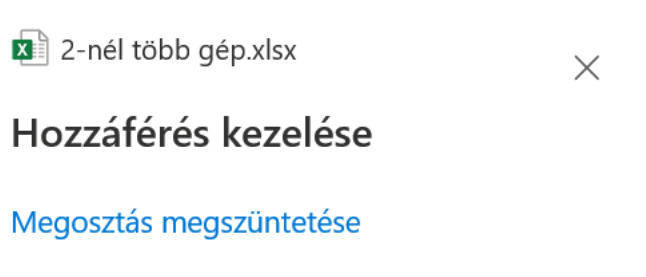 2-nél több gép.xlsx
Hozzáférés kezelése
Megosztás megszüntetése